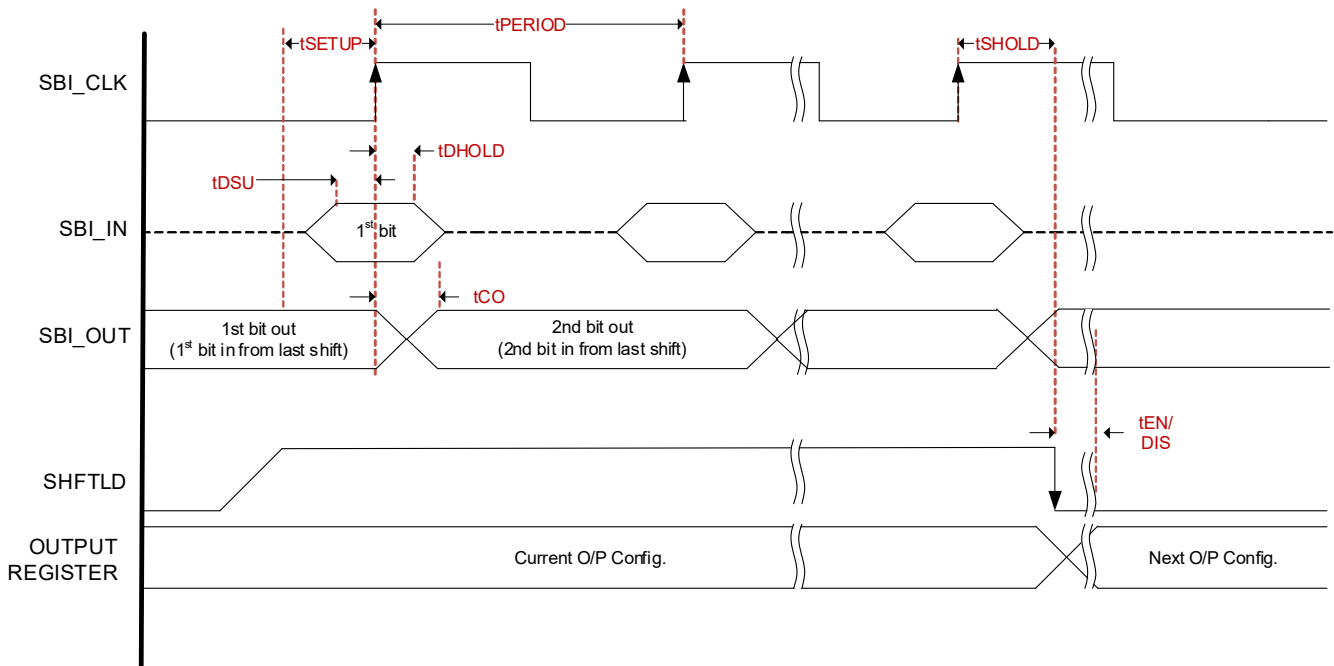 tPERIOD
tSETUP
tSHOLD
SBI_CLK
tDHOLD
tDSU
SBI_IN
1st bit
tCO
SBI_OUT
1st bit out
(1st bit in from last shift)
2nd bit out
(2nd bit in from last shift)
tEN/
DIS
SHFTLD
OUTPUT
REGISTER
Current O/P Config.
Next O/P Config.